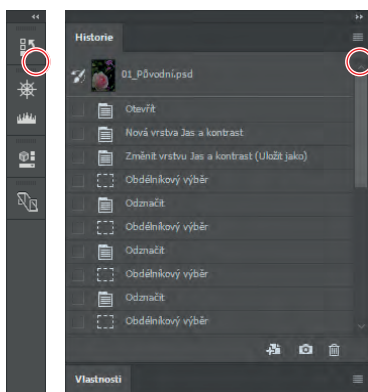 Historie
01_Původní.psd
Otevřít
Nová vrstva Jas a kontrast
Změnit vrstvu Jas a kontrast (Uložit jako)
Obdélníkový výběr
Odznačit
Obdélníkový výběr
Odznačit
Obdélníkový výběr
Odznačit
Obdélníkový výběr
Vlastnosti